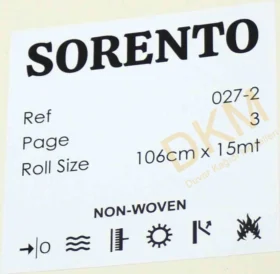 SORENTO
Ref 027-2
Page 3
Roll Size 106cm x 15mt
DKM
NON-WOVEN